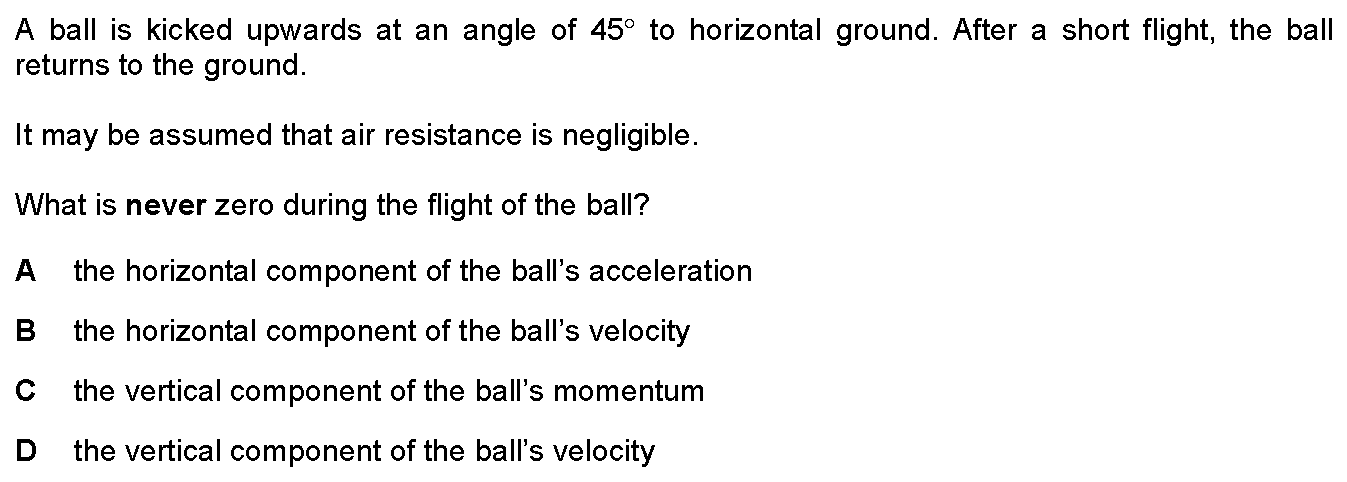 A ball is kicked upwards at an angle of 45° to horizontal ground. After a short flight, the ball
returns to the ground.
It may be assumed that air resistance is negligible.
What is never zero during the flight of the ball?
A the horizontal component of the ball's acceleration
B the horizontal component of the ball's velocity
C the vertical component of the ball's momentum
D the vertical component of the ball's velocity